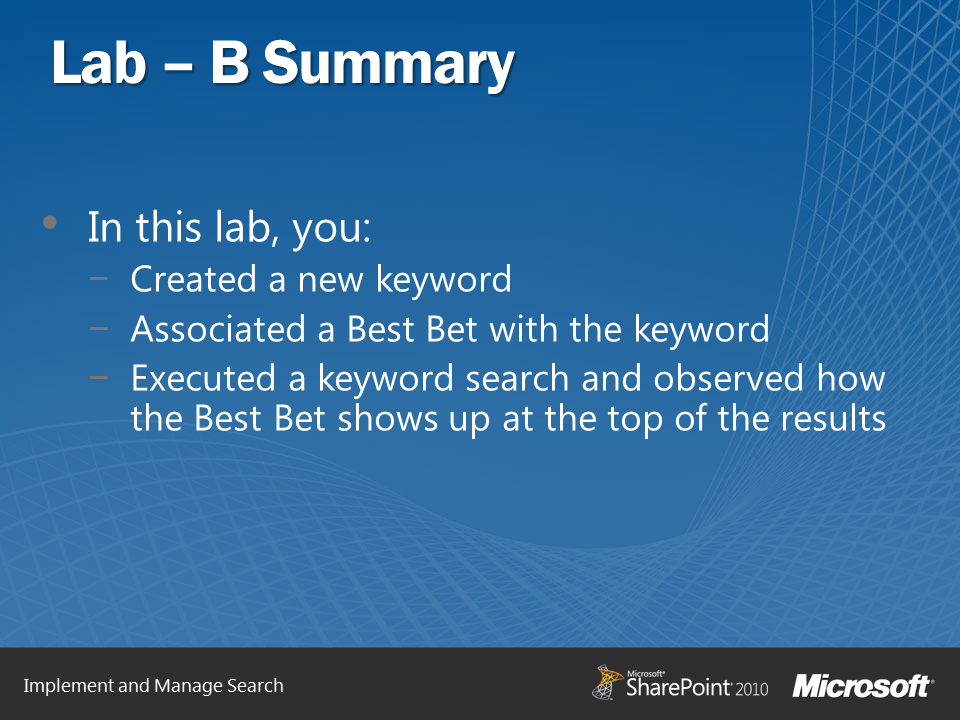 Lab – B Summary
• In this lab, you:
– Created a new keyword
– Associated a Best Bet with the keyword
– Executed a keyword search and observed how
the Best Bet shows up at the top of the results
Implement and Manage Search
Microsoft®
SharePoint® 2010
Microsoft®